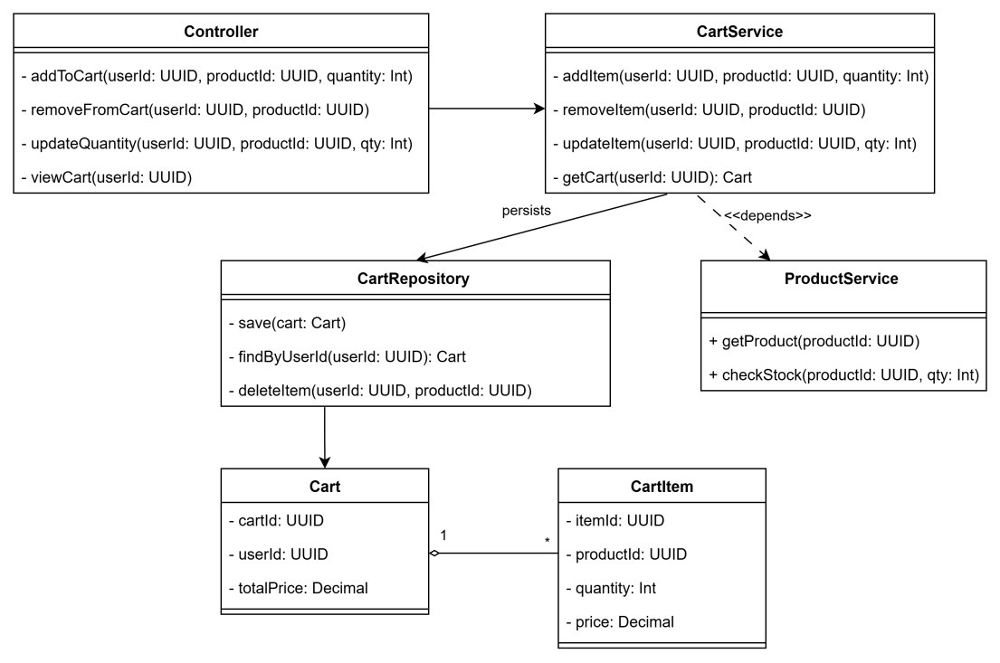 Controller
- addToCart(userId: UUID, productId: UUID, quantity: Int)
- removeFromCart(userId: UUID, productId: UUID)
- updateQuantity(userId: UUID, productId: UUID, qty: Int)
- viewCart(userId: UUID)
CartService
- addItem(userId: UUID, productId: UUID, quantity: Int)
- removeItem(userId: UUID, productId: UUID)
- updateItem(userId: UUID, productId: UUID, qty: Int)
- getCart(userId: UUID): Cart
persists
<<depends>>
CartRepository
- save(cart: Cart)
- findByUserId(userId: UUID): Cart
- deleteItem(userId: UUID, productId: UUID)
ProductService
+ getProduct(productId: UUID)
+ checkStock(productId: UUID, qty: Int)
Cart
- cartId: UUID
- userId: UUID
- totalPrice: Decimal
1
*
CartItem
- itemId: UUID
- productId: UUID
- quantity: Int
- price: Decimal